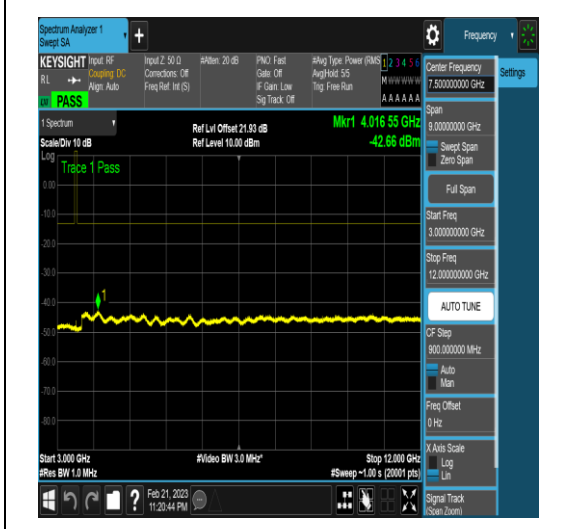 Spectrum Analyzer 1
Swept SA
Frequency
KEYSIGHT
Input: RF
Coupling: DC
Align: Auto
Input Z: 50 Ω
Corrections: Off
Freq Ref: Int (S)
#Atten: 20 dB
PNO: Fast
Gate: Off
IF Gain: Low
Sig Track: Off
#Avg Type: Power (RMS
Avg|Hold: 5/5
Trig: Free Run
1 2 3 4 5 6
M W W W W W
A A A A A A
RL
PASS
1 Spectrum
Scale/Div 10 dB
Ref Lvl Offset 21.93 dB
Ref Level 10.00 dBm
Mkr1 4.016 55 GHz
-42.66 dBm
Log
Trace 1 Pass
0.00
-10.0
-20.0
-30.0
-40.0
-50.0
-60.0
-70.0
-80.0
1
Start 3.000 GHz
#Res BW 1.0 MHz
#Video BW 3.0 MHz*
Stop 12.000 GHz
#Sweep ~1.00 s (20001 pts)
Feb 21, 2023
11:20:44 PM
?
Center Frequency
7.500000000 GHz
Settings
Span
9.00000000 GHz
Swept Span
Zero Span
Full Span
Start Freq
3.000000000 GHz
Stop Freq
12.000000000 GHz
AUTO TUNE
CF Step
900.000000 MHz
Auto
Man
Freq Offset
0 Hz
X Axis Scale
Log
Lin
Signal Track
(Span Zoom)